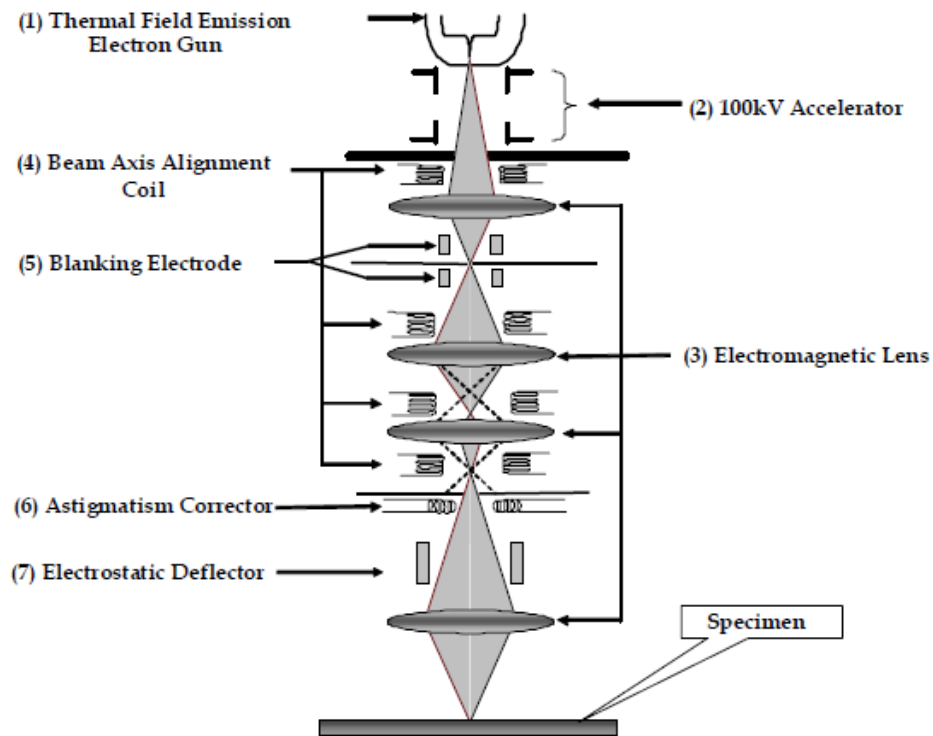 (1) Thermal Field Emission
Electron Gun
(2) 100kV Accelerator
(4) Beam Axis Alignment
Coil
(5) Blanking Electrode
(3) Electromagnetic Lens
(6) Astigmatism Corrector
(7) Electrostatic Deflector
Specimen